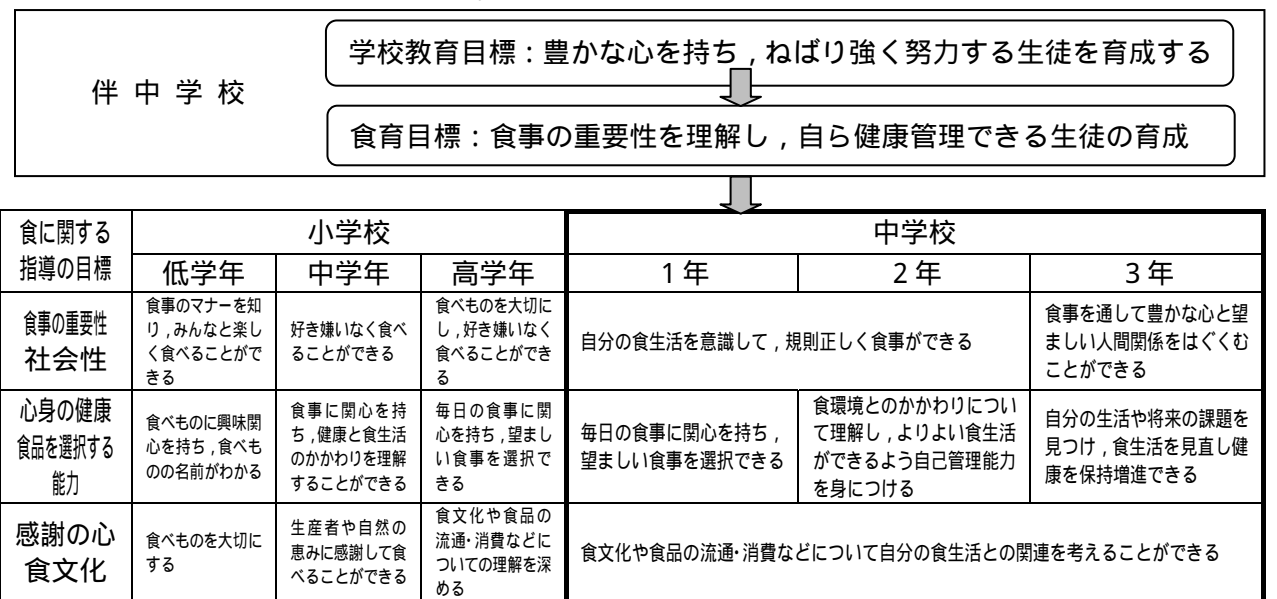 伴中学校
学校教育目標：豊かな心を持ち，ねばり強く努力する生徒を育成する
食育目標：食事の重要性を理解し，自ら健康管理できる生徒の育成
食に関する
指導の目標
小学校
中学校
低学年
中学年
高学年
1年
2年
3年
食事の重要性
社会性
食事のマナーを知
り，みんなと楽し
く食べることがで
きる
好き嫌いなく食べ
ることができる
食べものを大切に
し，好き嫌いなく
食べることができ
る
自分の食生活を意識して，規則正しく食事ができる
食事を通して豊かな心と望
ましい人間関係をはぐくむ
ことができる
心身の健康
食品を選択する
能力
食べものに興味関
心を持ち，食べも
のの名前がわかる
食事に関心を持
ち，健康と食生活
のかかわりを理解
することができる
毎日の食事に関
心を持ち，望まし
い食事を選択で
きる
毎日の食事に関心を持ち，
望ましい食事を選択できる
食環境とのかかわりについ
て理解し，よりよい食生活
ができるよう自己管理能力
を身につける
自分の生活や将来の課題を
見つけ，食生活を見直し健
康を保持増進できる
感謝の心
食文化
食べものを大切に
する
生産者や自然の
恵みに感謝して食
べることができる
食文化や食品の
流通・消費などに
ついての理解を深
める
食文化や食品の流通・消費などについて自分の食生活との関連を考えることができる